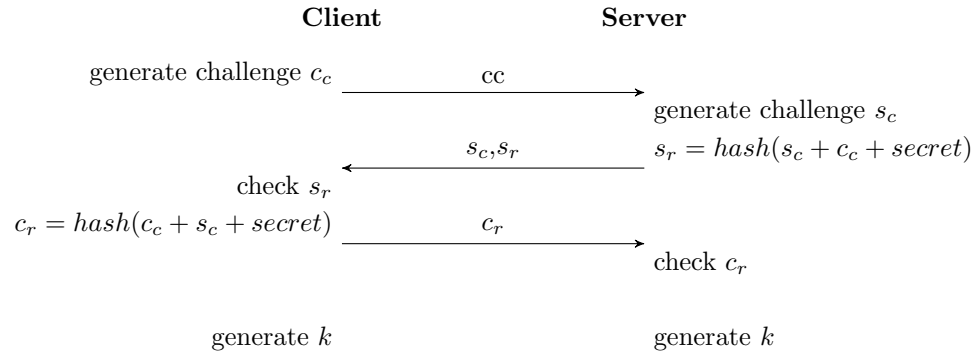 Client Server
generate challenge c_c
cc
generate challenge s_c
s_c,s_r
s_r = hash(s_c + c_c + secret)
check s_r
c_r = hash(c_c + s_c + secret)
c_r
check c_r
generate k generate k